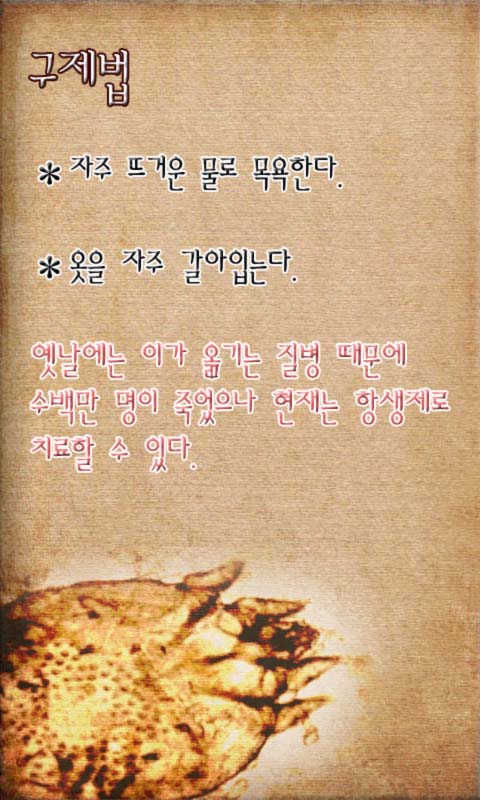 구제법
* 자주 뜨거운 물로 목욕한다.
* 옷을 자주 갈아입는다.
옛날에는 이가 옮기는 질병 때문에
수백만 명이 죽었으나 현재는 항생제로
치료할 수 있다.